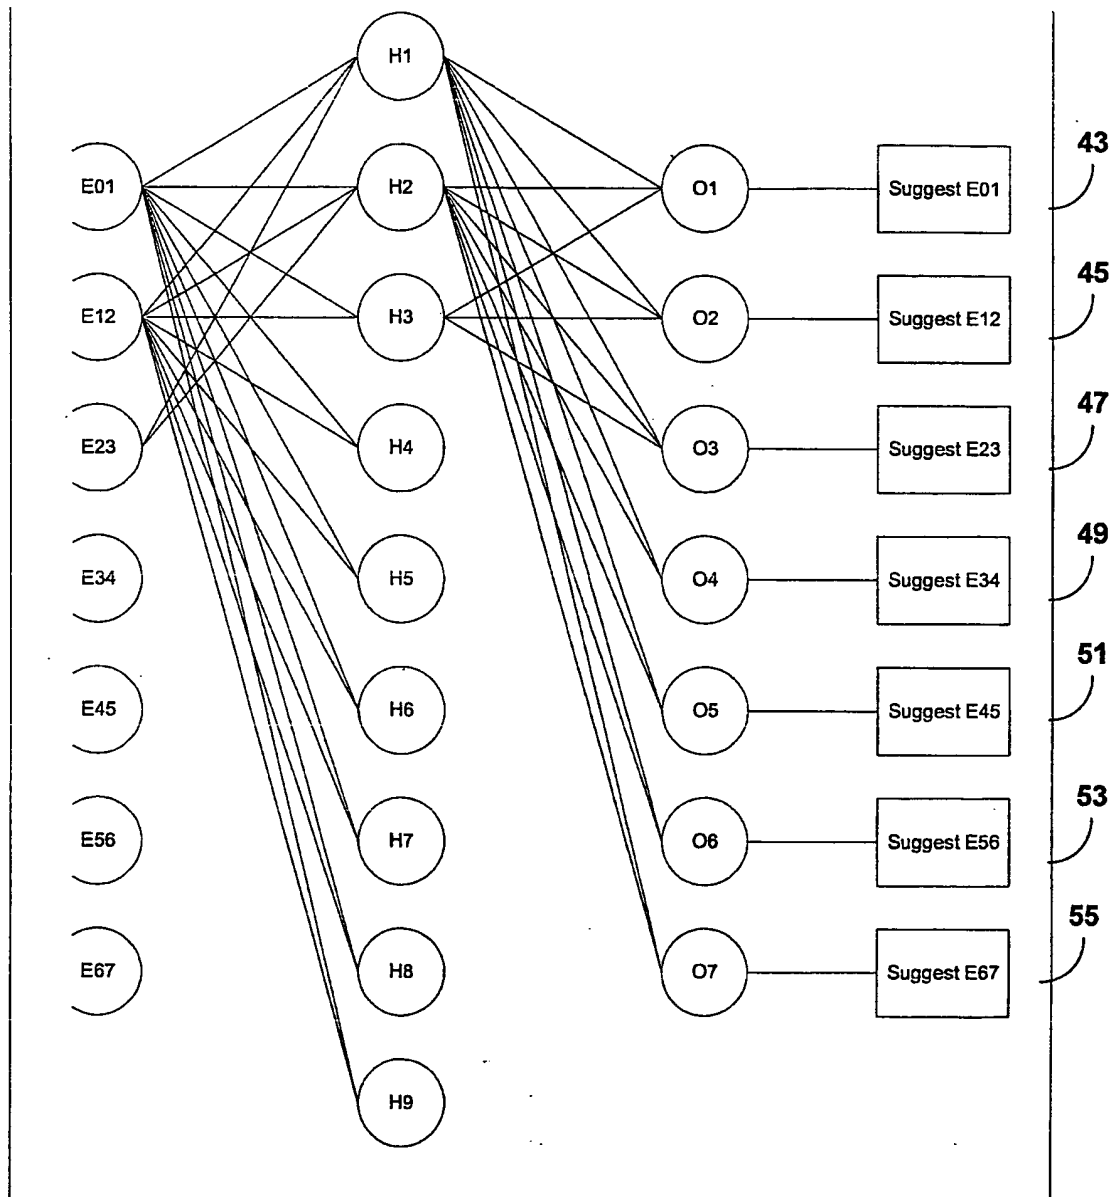 H1
43
E01 H2 O1 Suggest E01
45
E12 H3 O2 Suggest E12
47
E23 H4 O3 Suggest E23
49
E34 H5 O4 Suggest E34
51
E45 H6 O5 Suggest E45
53
E56 H7 O6 Suggest E56
55
E67 H8 O7 Suggest E67
H9